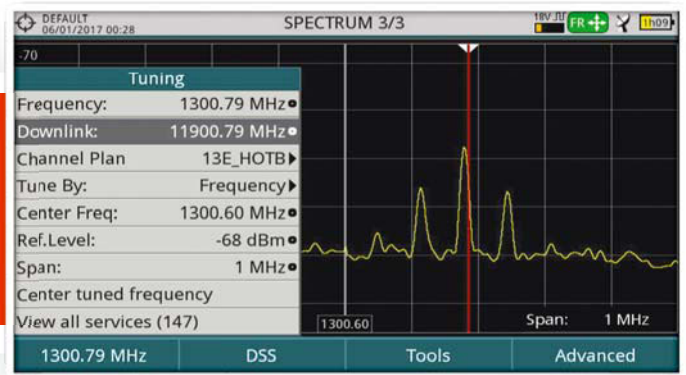 DEFAULT
06/01/2017 00:28
SPECTRUM 3/3
18V
FR
1h09
-70
Tuning
Frequency: 1300.79 MHz
Downlink: 11900.79 MHz
Channel Plan 13E_HOTB
Tune By: Frequency
Center Freq: 1300.60 MHz
Ref.Level: -68 dBm
Span: 1 MHz
Center tuned frequency
View all services (147)
1300.60
Span: 1 MHz
1300.79 MHz
DSS
Tools
Advanced